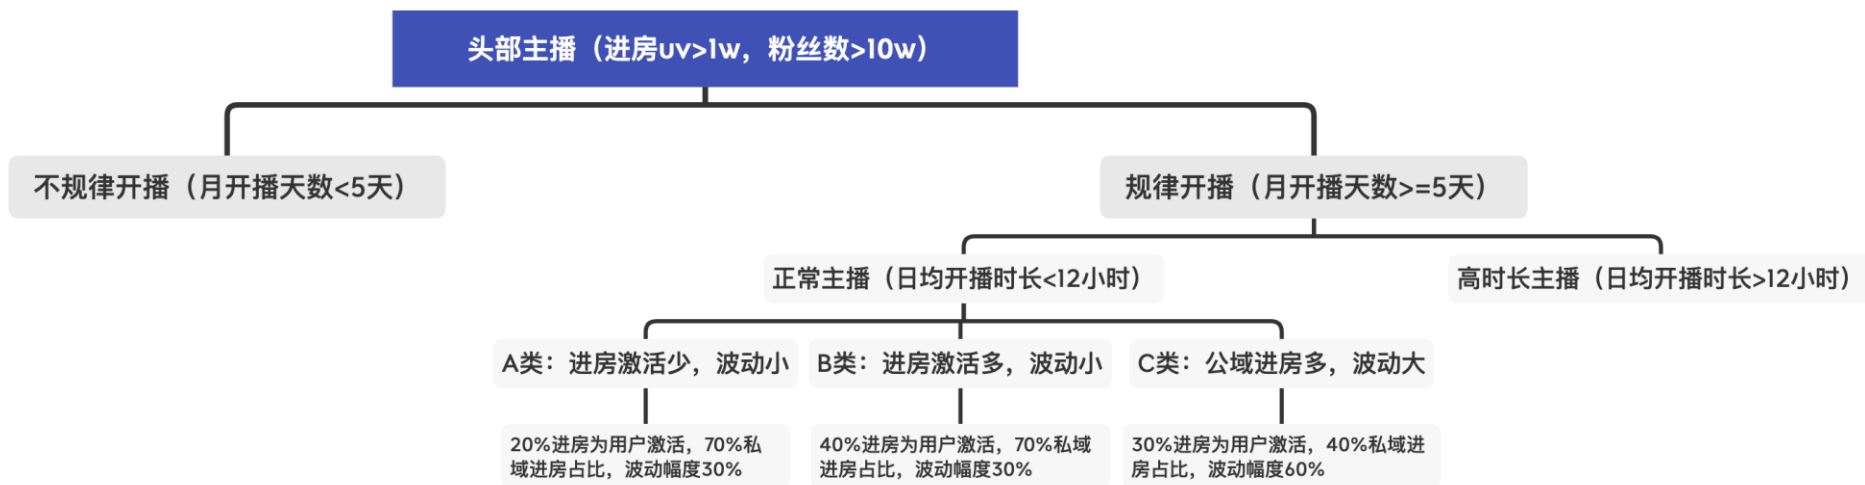 头部主播（进房uv>1w，粉丝数>10w）
不规律开播（月开播天数<5天）
规律开播（月开播天数>=5天）
正常主播（日均开播时长<12小时）
高时长主播（日均开播时长>12小时）
A类：进房激活少，波动小
B类：进房激活多，波动小
C类：公域进房多，波动大
20%进房为用户激活，70%私
域进房占比，波动幅度30%
40%进房为用户激活，70%私域
进房占比，波动幅度30%
30%进房为用户激活，40%私域进
房占比，波动幅度60%